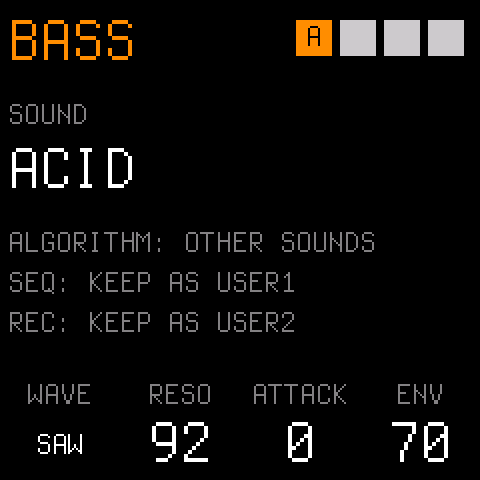 BASS A
SOUND
ACID
ALGORITHM: OTHER SOUNDS
SEQ: KEEP AS USER1
REC: KEEP AS USER2
WAVE RESO ATTACK ENV
SAW 92 0 70